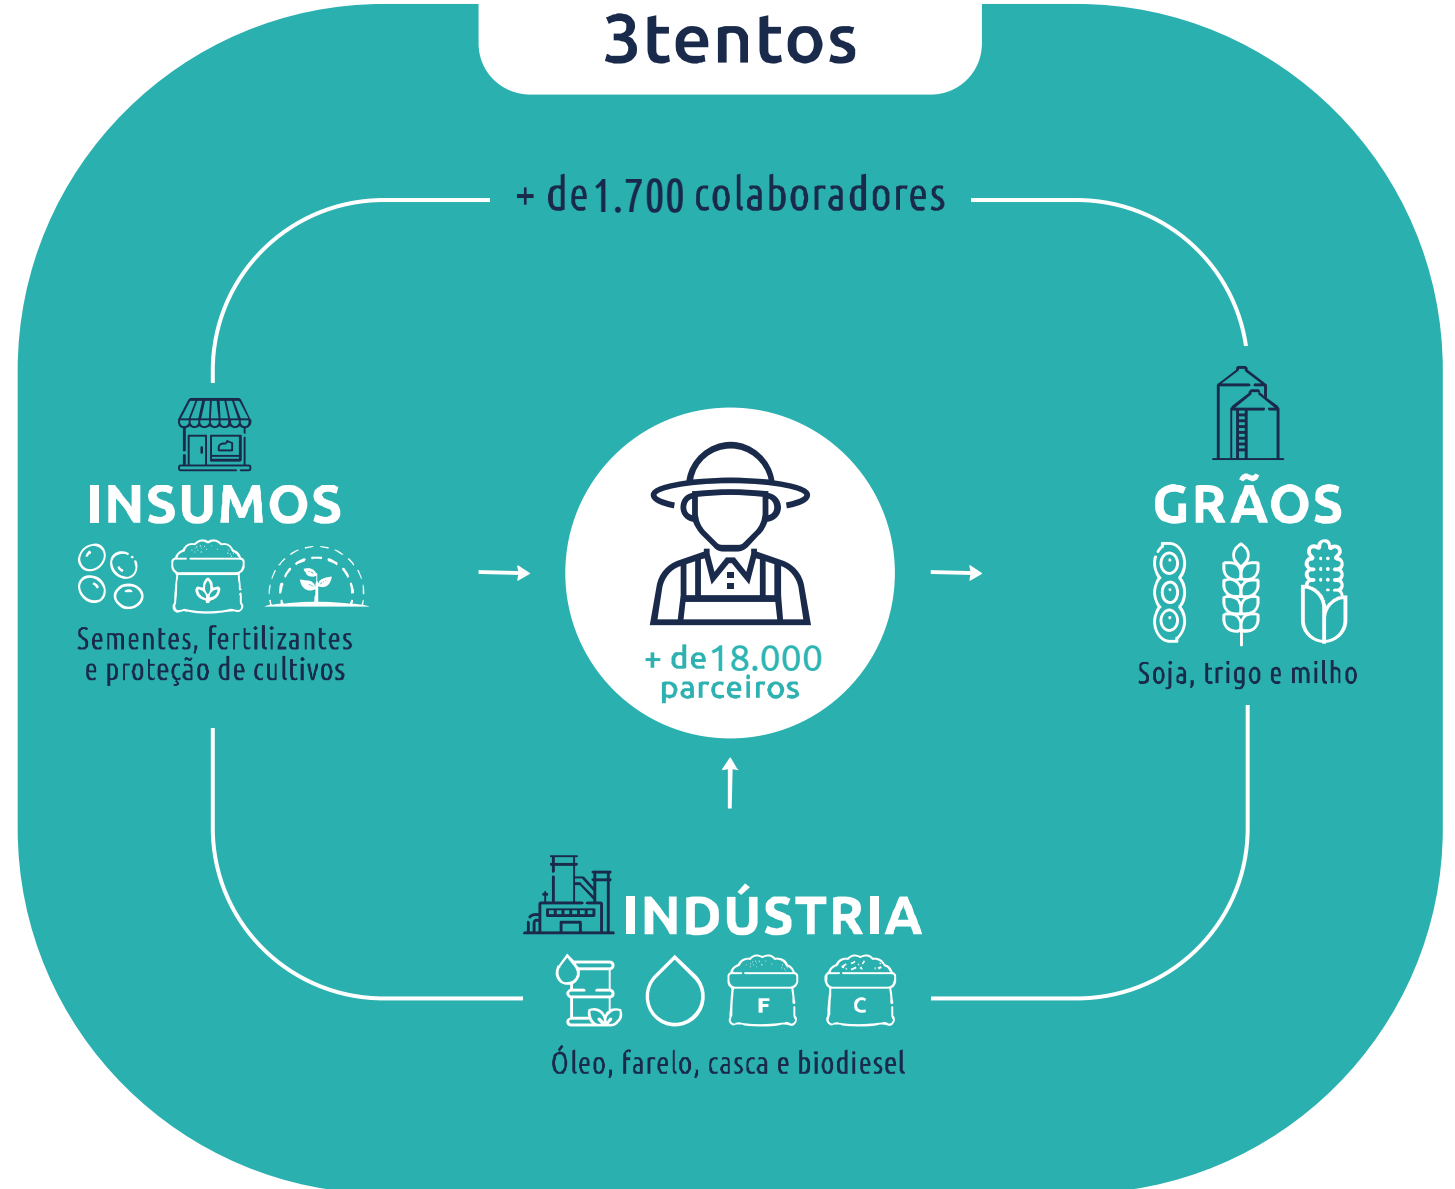 3tentos
+ de 1.700 colaboradores
INSUMOS
Sementes, fertilizantes
e proteção de cultivos
+ de 18.000
parceiros
GRÃOS
Soja, trigo e milho
INDÚSTRIA
F
C
Óleo, farelo, casca e biodiesel